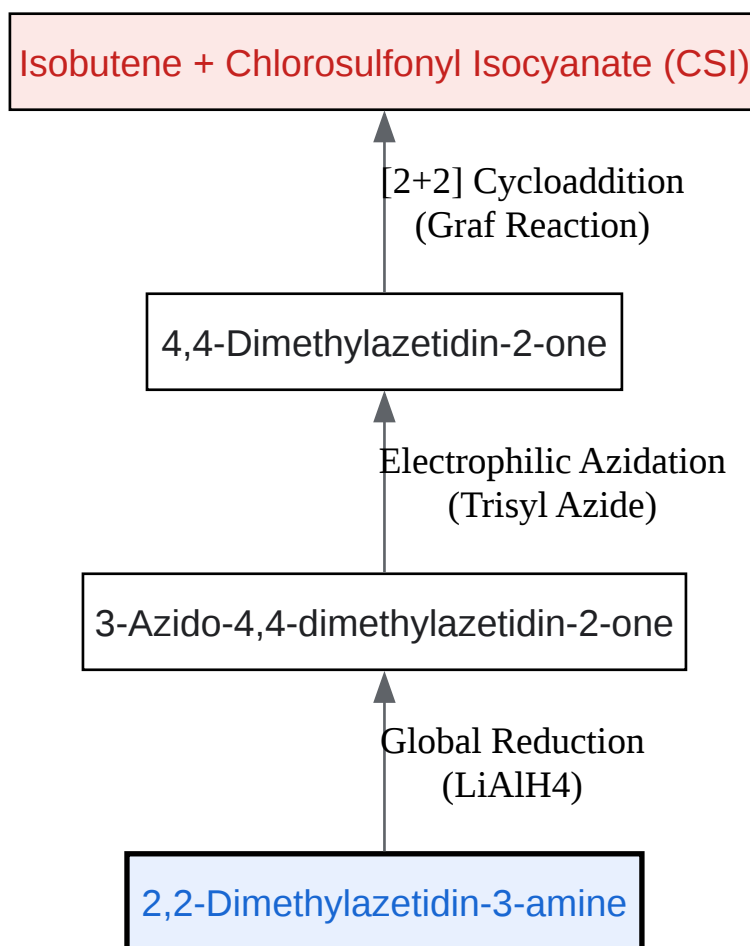 Isobutene + Chlorosulfonyl Isocyanate (CSI)
[2+2] Cycloaddition
(Graf Reaction)
4,4-Dimethylazetidin-2-one
Electrophilic Azidation
(Trisyl Azide)
3-Azido-4,4-dimethylazetidin-2-one
Global Reduction
(LiAlH4)
2,2-Dimethylazetidin-3-amine